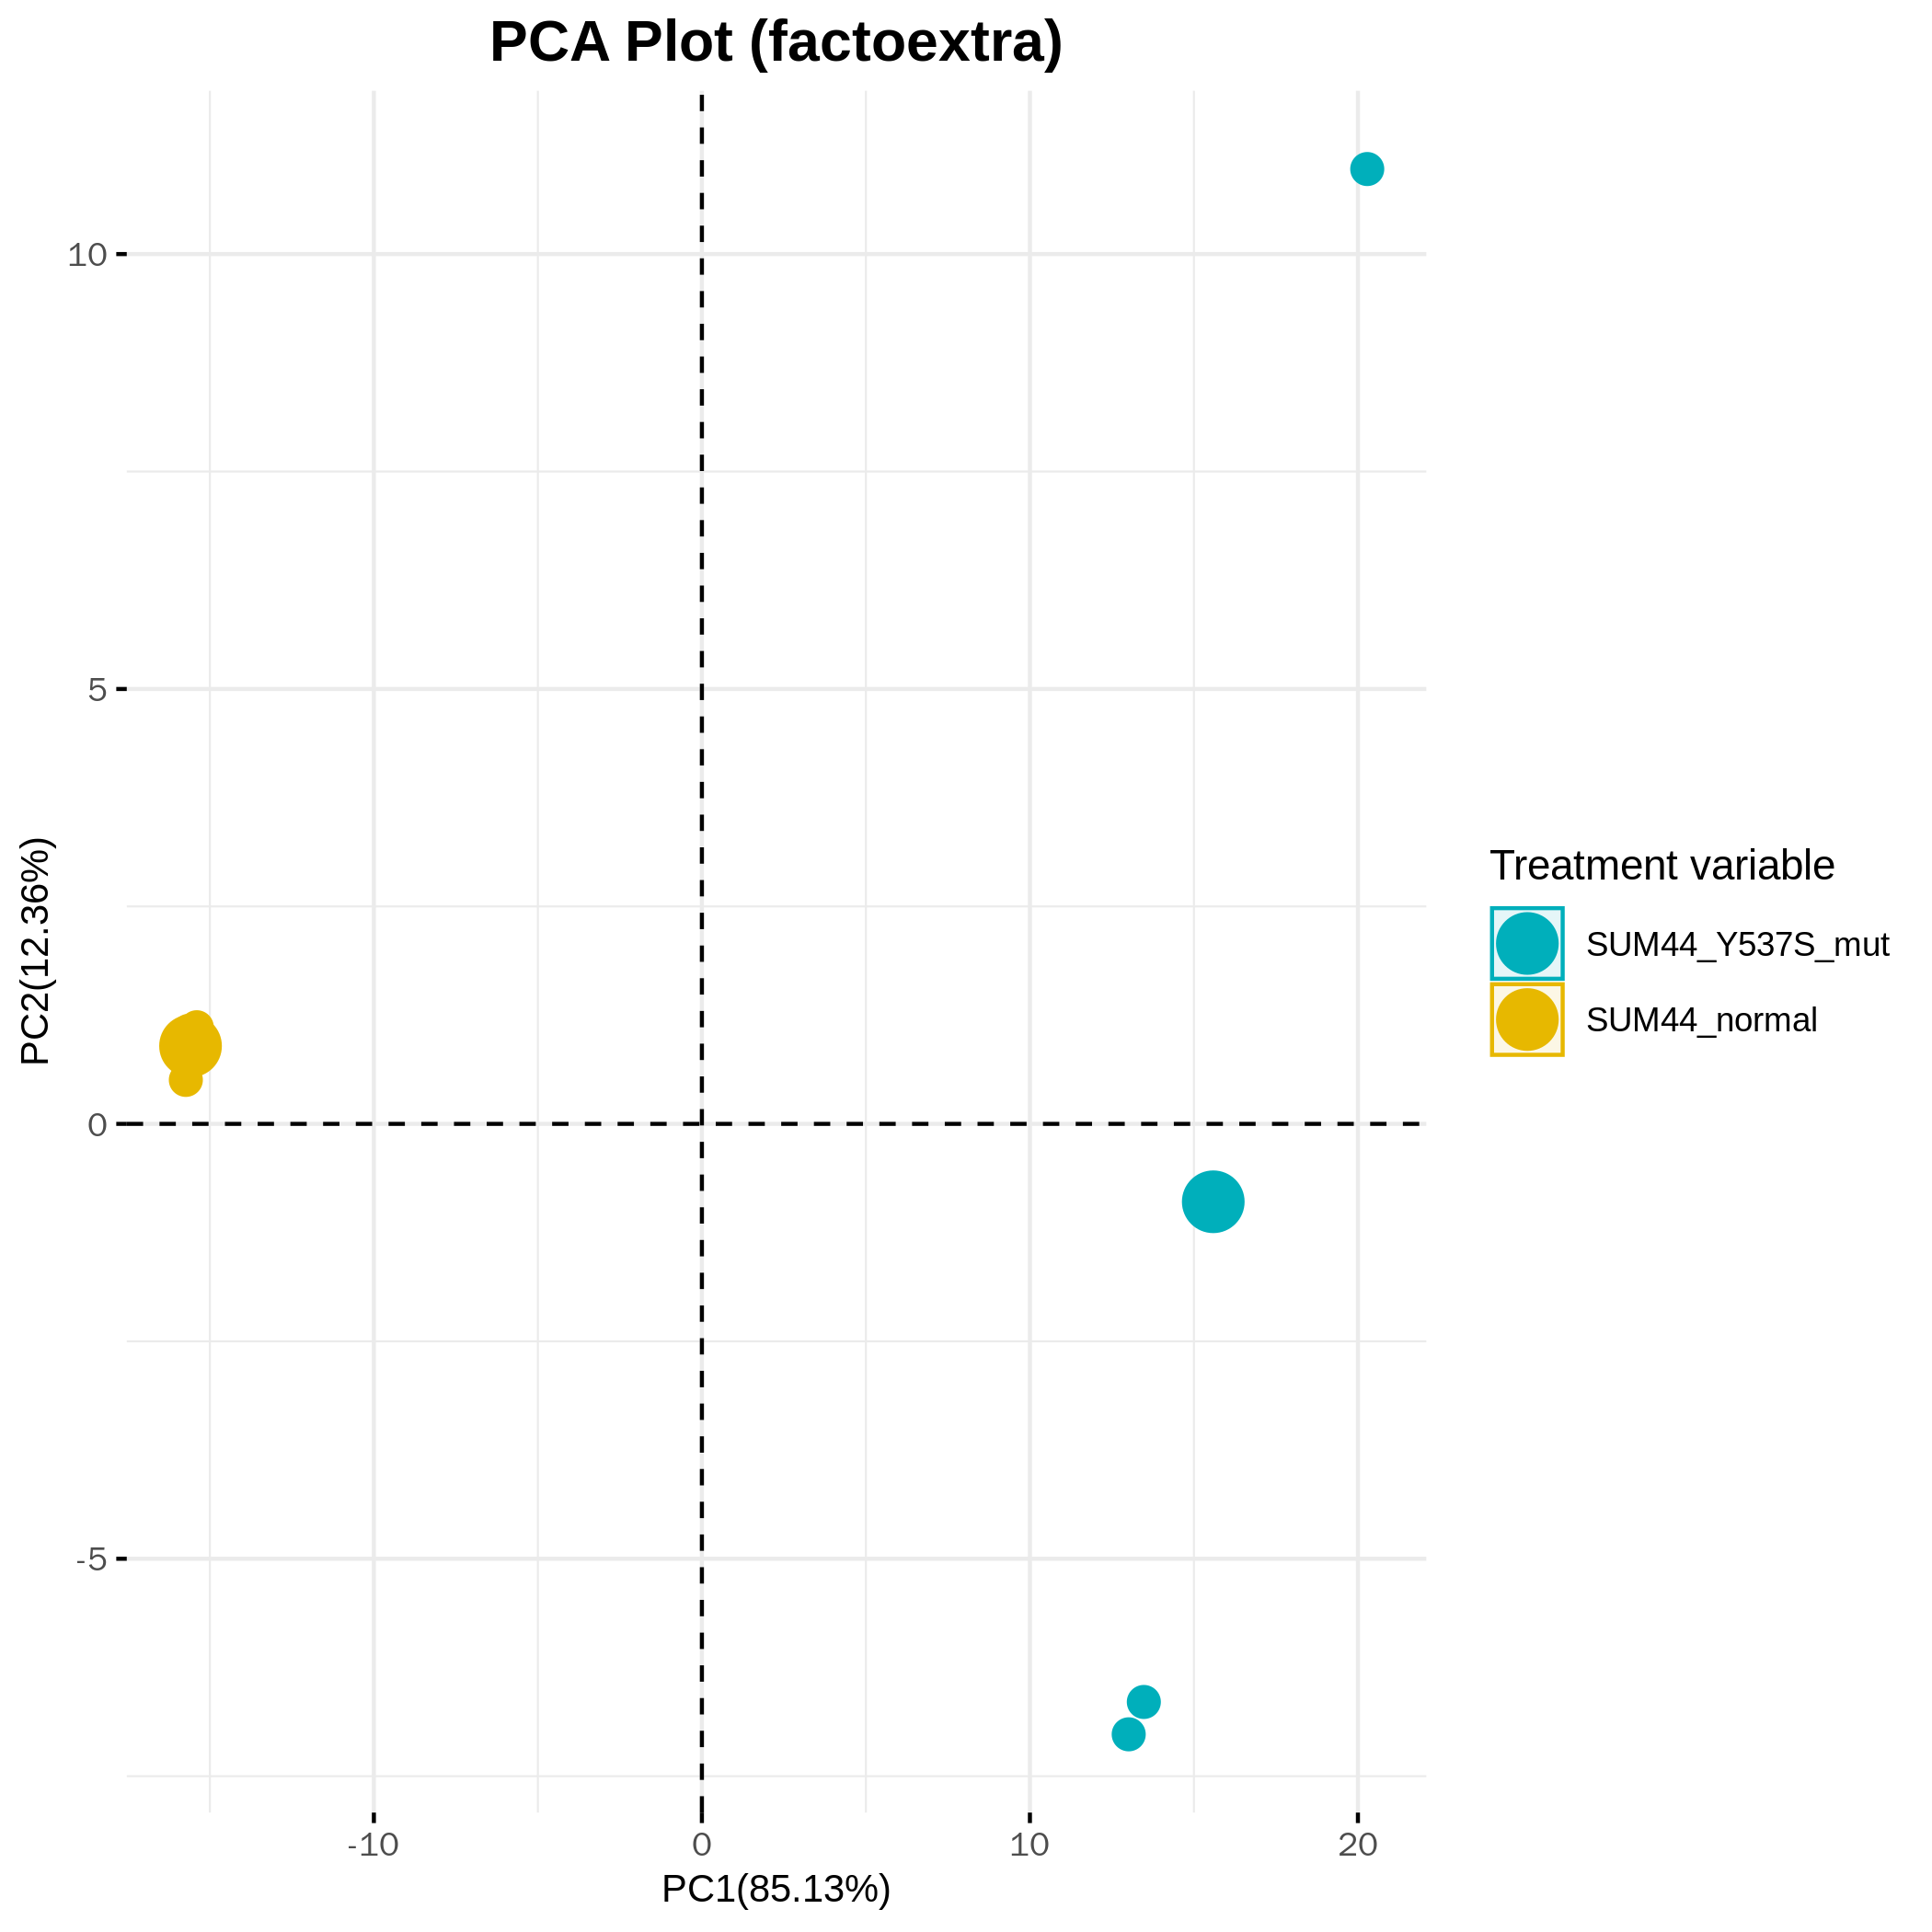 PCA Plot (factoextra)
10
5
0
-5
PC2(12.36%)
-10
0
10
20
PC1(85.13%)
Treatment variable
SUM44_Y537S_mut
SUM44_normal